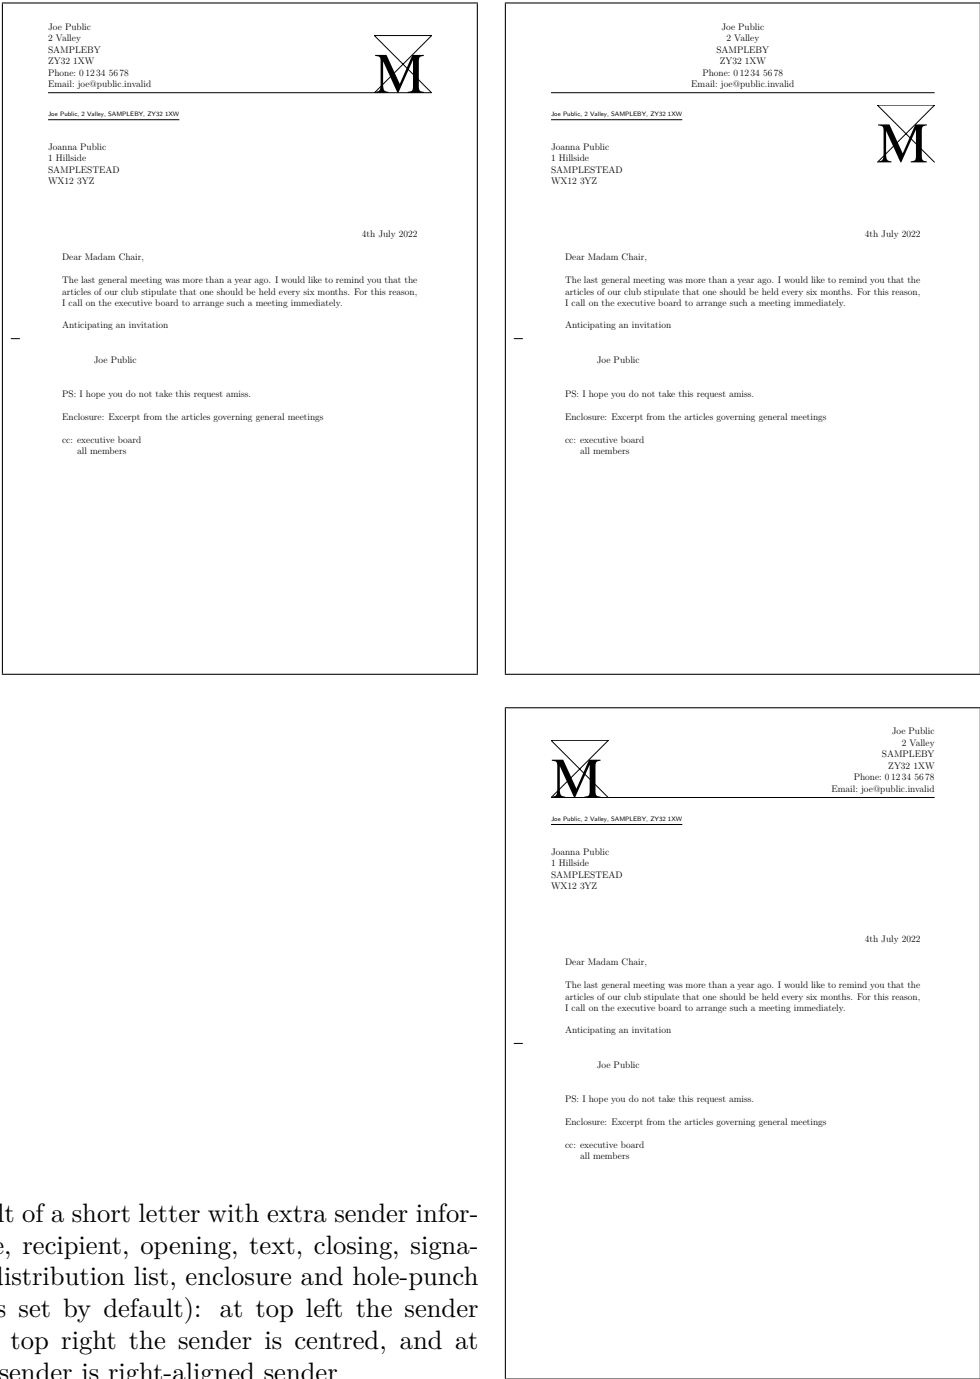 Joe Public
2 Valley
SAMPLEBY
ZY32 1XW
Phone: 0 12 34 56 78
Email: joe@public.invalid
M
Joe Public, 2 Valley, SAMPLEBY, ZY32 1XW
Joanna Public
1 Hillside
SAMPLESTEAD
WX12 3YZ
4th July 2022
Dear Madam Chair,
The last general meeting was more than a year ago. I would like to remind you that the
articles of our club stipulate that one should be held every six months. For this reason,
I call on the executive board to arrange such a meeting immediately.
Anticipating an invitation
Joe Public
PS: I hope you do not take this request amiss.
Enclosure: Excerpt from the articles governing general meetings
cc: executive board
all members
Joe Public
2 Valley
SAMPLEBY
ZY32 1XW
Phone: 0 12 34 56 78
Email: joe@public.invalid
Joe Public, 2 Valley, SAMPLEBY, ZY32 1XW
M
Joanna Public
1 Hillside
SAMPLESTEAD
WX12 3YZ
4th July 2022
Dear Madam Chair,
The last general meeting was more than a year ago. I would like to remind you that the
articles of our club stipulate that one should be held every six months. For this reason,
I call on the executive board to arrange such a meeting immediately.
Anticipating an invitation
Joe Public
PS: I hope you do not take this request amiss.
Enclosure: Excerpt from the articles governing general meetings
cc: executive board
all members
Joe Public
2 Valley
SAMPLEBY
ZY32 1XW
Phone: 0 12 34 56 78
Email: joe@public.invalid
M
Joe Public, 2 Valley, SAMPLEBY, ZY32 1XW
Joanna Public
1 Hillside
SAMPLESTEAD
WX12 3YZ
4th July 2022
Dear Madam Chair,
The last general meeting was more than a year ago. I would like to remind you that the
articles of our club stipulate that one should be held every six months. For this reason,
I call on the executive board to arrange such a meeting immediately.
Anticipating an invitation
Joe Public
PS: I hope you do not take this request amiss.
Enclosure: Excerpt from the articles governing general meetings
cc: executive board
all members
of a short letter with extra sender infor-
recipient, opening, text, closing, signa-
distribution list, enclosure and hole-punch
set by default): at top left the sender
top right the sender is centred, and at
sender is right-aligned sender